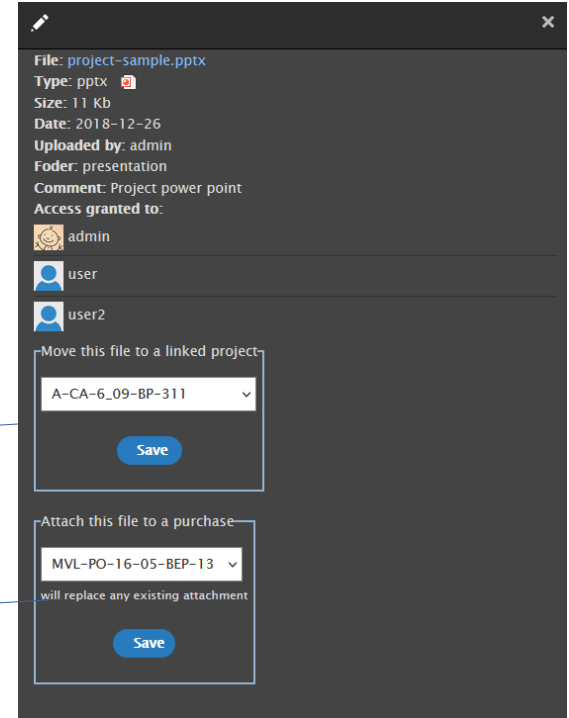 File: project-sample.pptx
Type: pptx
Size: 11 Kb
Date: 2018-12-26
Uploaded by: admin
Foder: presentation
Comment: Project power point
Access granted to:
admin
user
user2
Move this file to a linked project
A-CA-6_09-BP-311
Save
Attach this file to a purchase
MVL-PO-16-05-BEP-13
will replace any existing attachment
Save